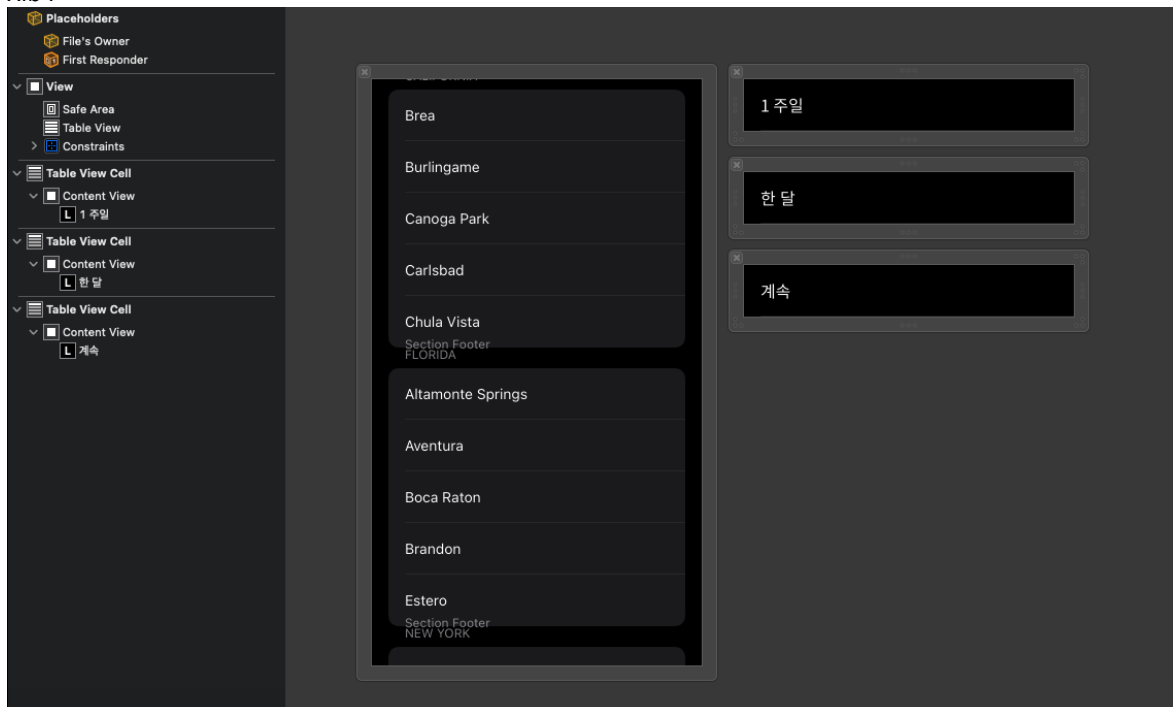 Placeholders
File's Owner
First Responder
View
Safe Area
Table View
Constraints
Table View Cell
Content View
L 1 주일
Table View Cell
Content View
L 한 달
Table View Cell
Content View
L 계속
Brea
Burlingame
Canoga Park
Carlsbad
Chula Vista
Section Footer
FLORIDA
Altamonte Springs
Aventura
Boca Raton
Brandon
Estero
Section Footer
NEW YORK
1 주일
한 달
계속